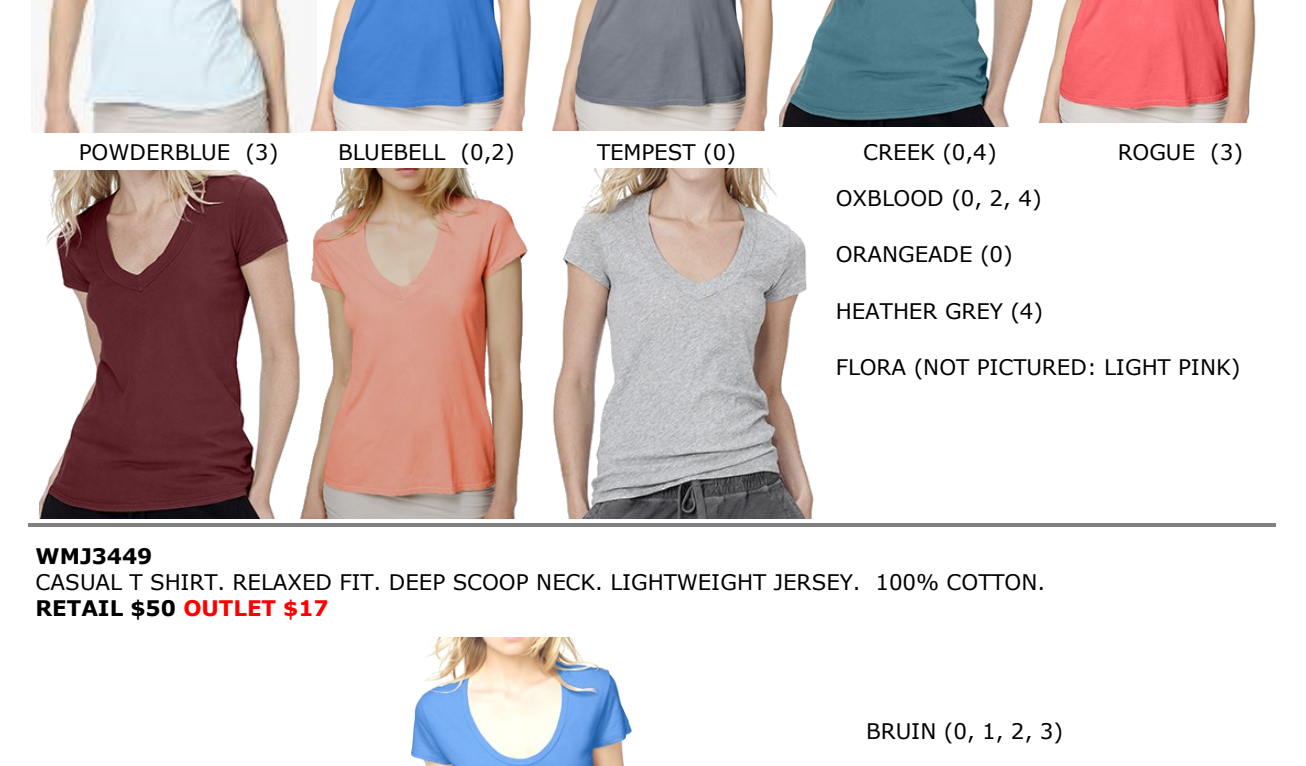 POWDERBLUE (3) BLUEBELL (0,2) TEMPEST (0) CREEK (0,4) ROGUE (3)
OXBLOOD (0, 2, 4)
ORANGEADE (0)
HEATHER GREY (4)
FLORA (NOT PICTURED: LIGHT PINK)
WMJ3449
CASUAL T SHIRT. RELAXED FIT. DEEP SCOOP NECK. LIGHTWEIGHT JERSEY. 100% COTTON.
RETAIL $50 OUTLET $17
BRUIN (0, 1, 2, 3)